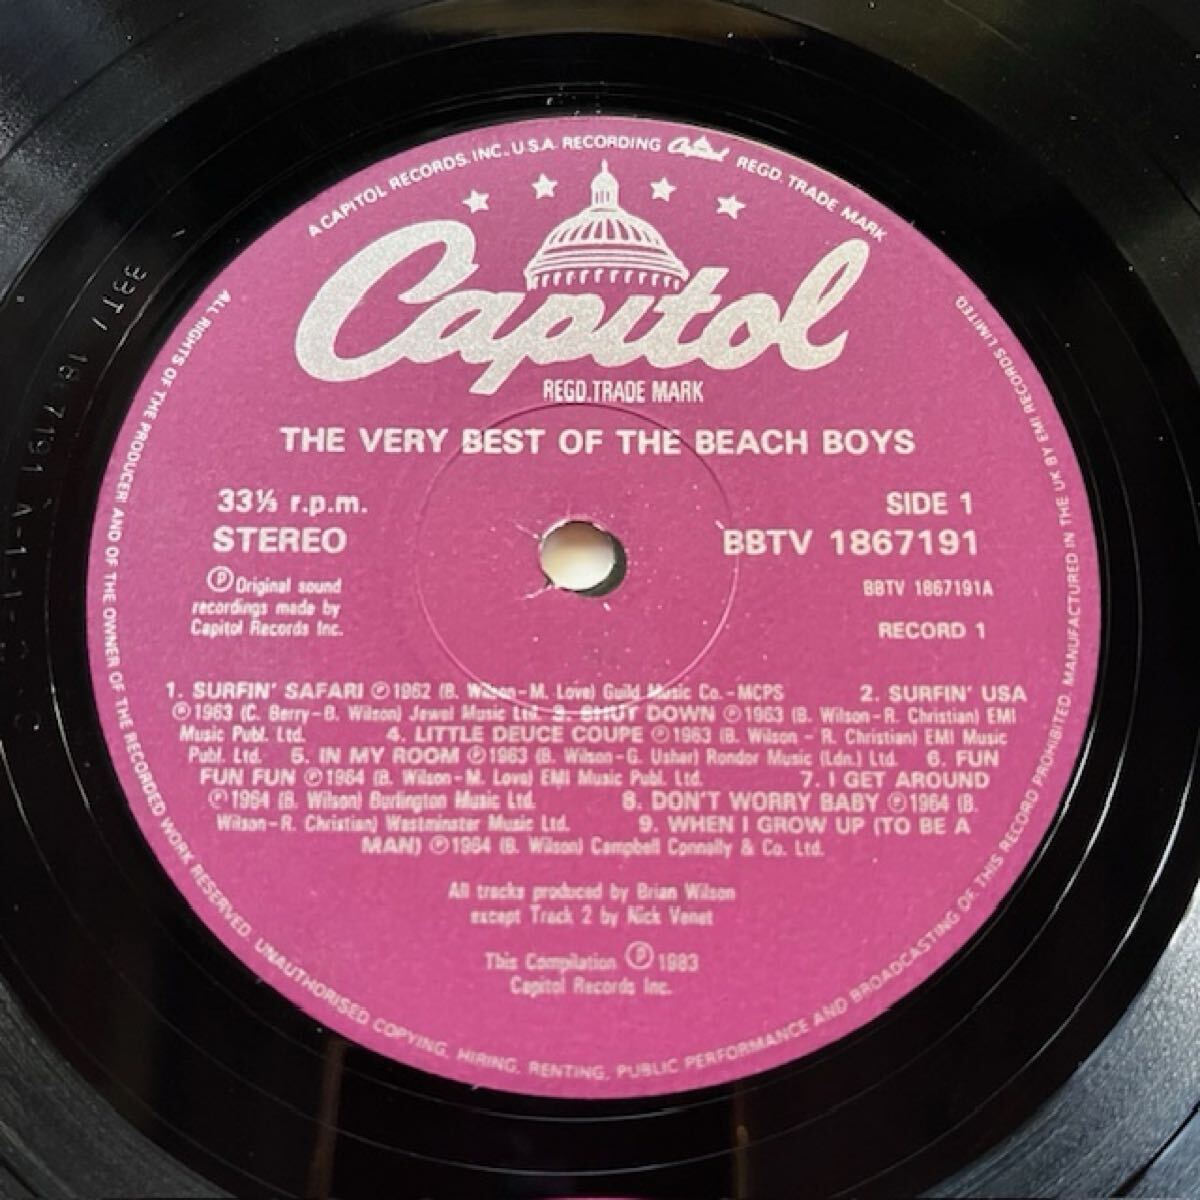 A CAPITOL RECORDS. INC., U.S.A. RECORDING Capitol REGD. TRADE MARK
Capitol
REGD. TRADE MARK
THE VERY BEST OF THE BEACH BOYS
33⅓ r.p.m.
STEREO
SIDE 1
BBTV 1867191
℗ Original sound
recordings made by
Capitol Records Inc.
BBTV 1867191A
RECORD 1
1. SURFIN' SAFARI ℗ 1962 (B. Wilson-M. Love) Guild Music Co.-MCPS 2. SURFIN' USA
℗ 1963 (C. Berry-B. Wilson) Jewel Music Ltd. 3. SHUT DOWN ℗ 1963 (B. Wilson-R. Christian) EMI
Music Publ. Ltd. 4. LITTLE DEUCE COUPE ℗ 1963 (B. Wilson - R. Christian) EMI Music
Publ. Ltd. 5. IN MY ROOM ℗ 1963 (B. Wilson-G. Usher) Rondor Music (Ldn.) Ltd. 6. FUN
FUN FUN ℗ 1964 (B. Wilson-M. Love) EMI Music Publ. Ltd. 7. I GET AROUND
℗ 1964 (B. Wilson) Burlington Music Ltd. 8. DON'T WORRY BABY ℗ 1964 (B.
Wilson-R. Christian) Westminster Music Ltd. 9. WHEN I GROW UP (TO BE A
MAN) ℗ 1964 (B. Wilson) Campbell Connelly & Co. Ltd.
All tracks produced by Brian Wilson
except Track 2 by Nick Venet
This Compilation ℗ 1983
Capitol Records Inc.
ALL RIGHTS OF THE PRODUCER AND OF THE OWNER OF THE RECORDED WORK RESERVED. UNAUTHORISED COPYING, HIRING, RENTING, PUBLIC PERFORMANCE AND BROADCASTING OF THIS RECORD PROHIBITED. MANUFACTURED IN THE UK BY EMI RECORDS LIMITED.